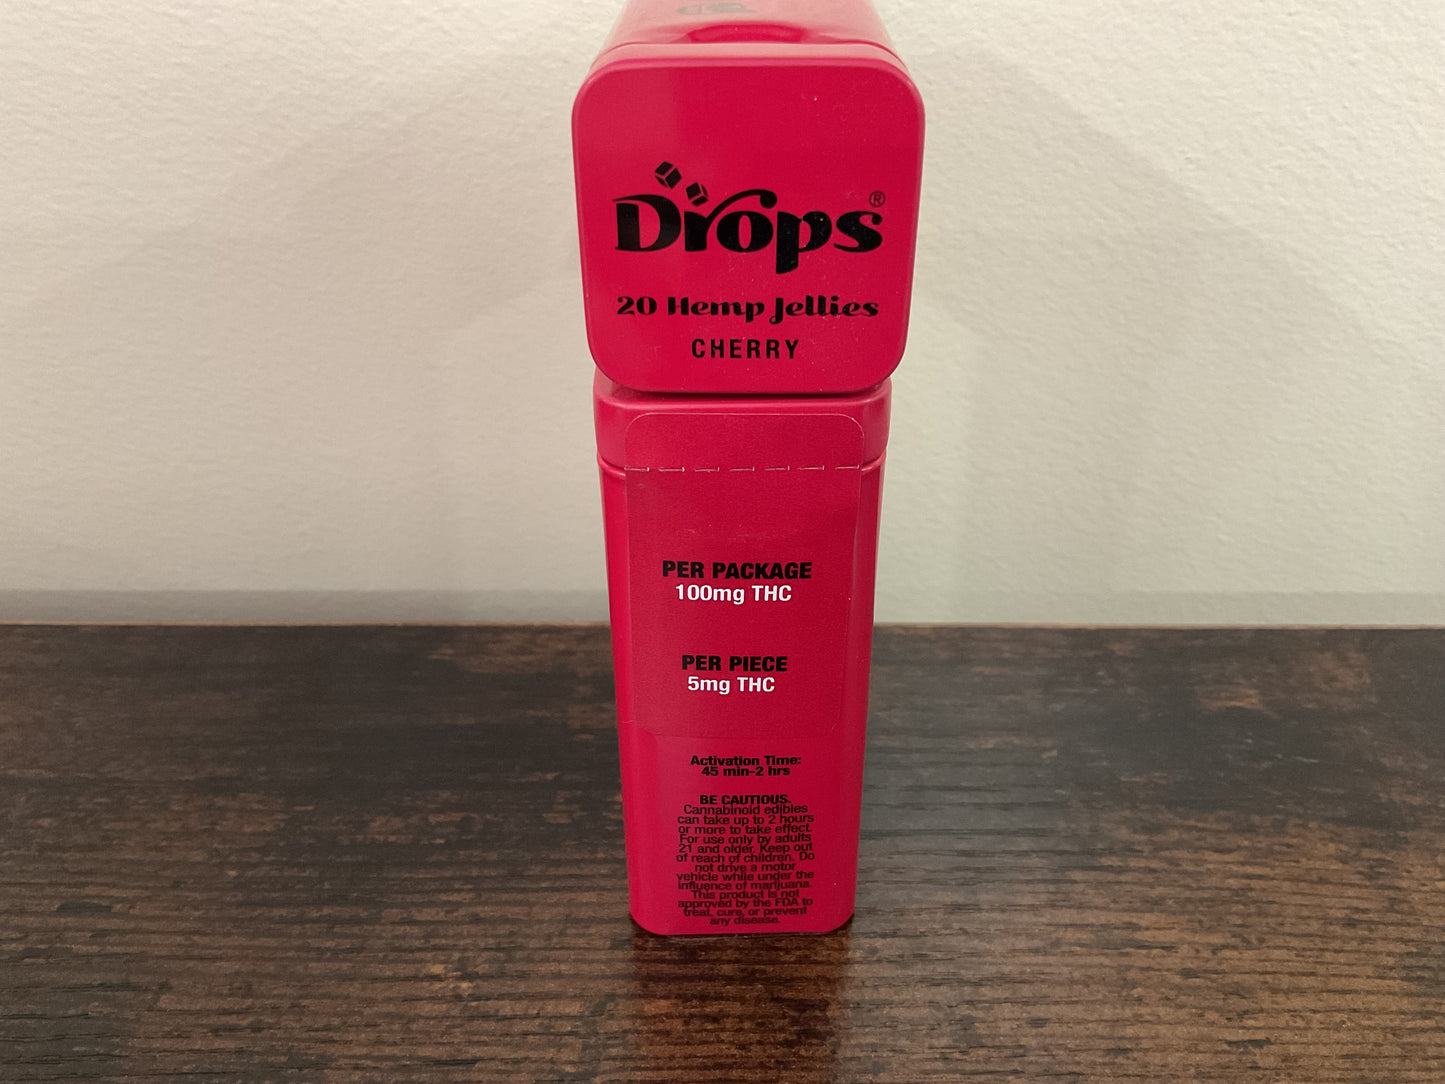 Drops®
20 Hemp Jellies
CHERRY
PER PACKAGE
100mg THC
PER PIECE
5mg THC
Activation Time:
45 min-2 hrs
BE CAUTIOUS.
Cannabinoid edibles
can take up to 2 hours
or more to take effect.
For use only by adults
21 and older. Keep out
of reach of children. Do
not drive a motor
vehicle while under the
influence of marijuana.
This product is not
approved by the FDA to
treat, cure, or prevent
any disease.